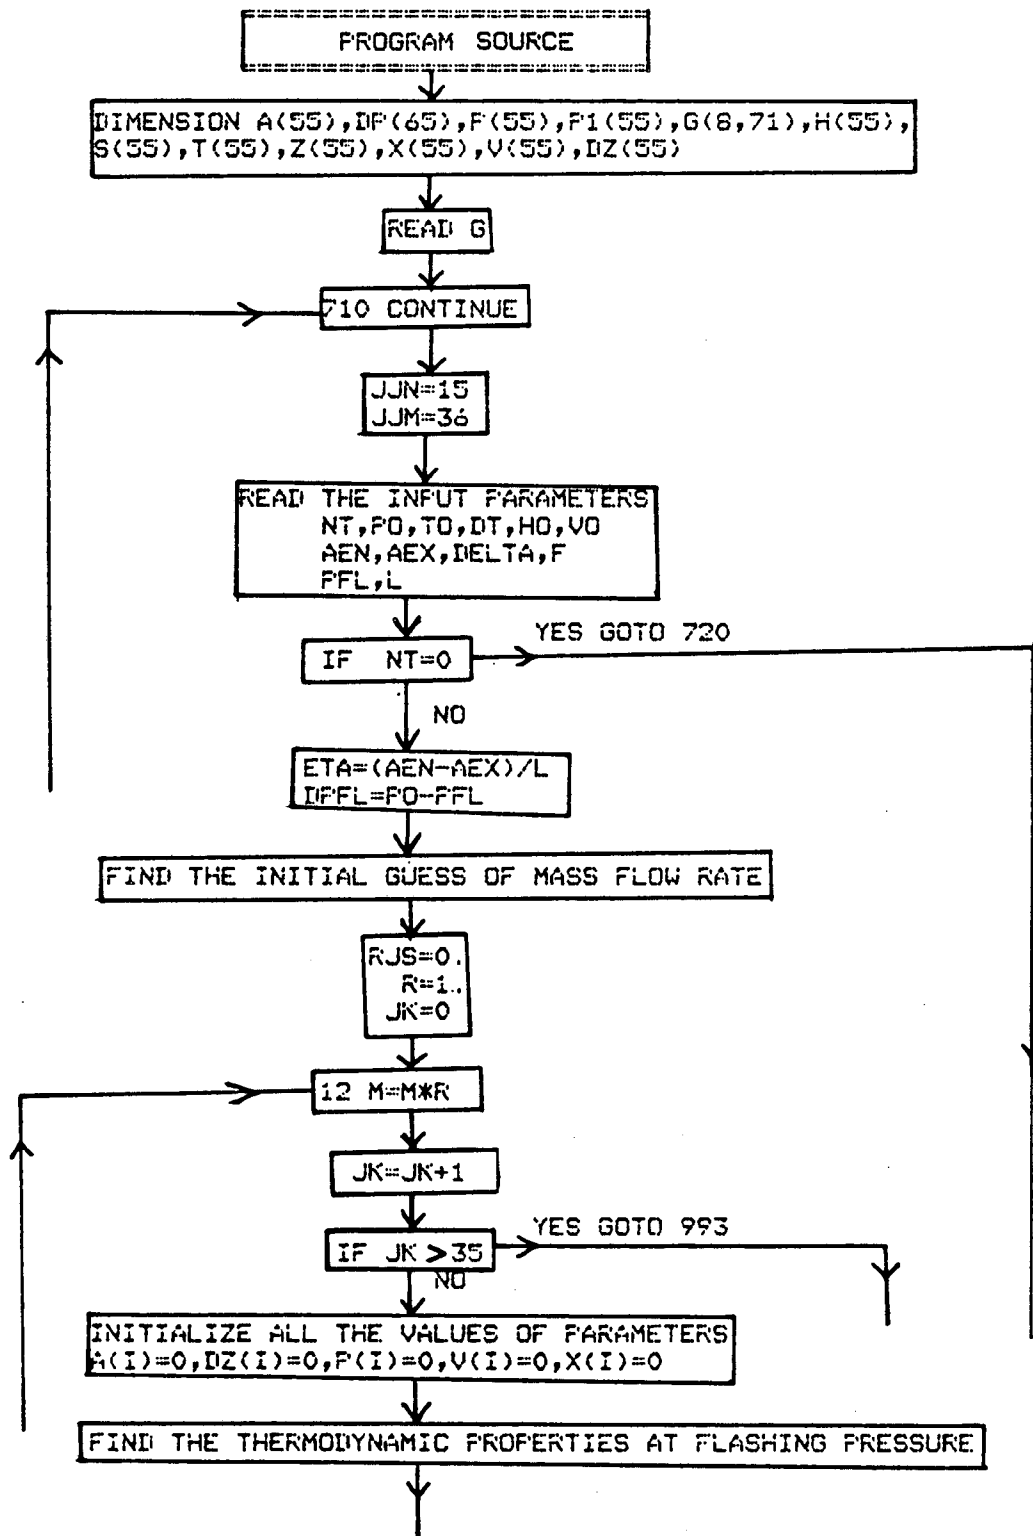 PROGRAM SOURCE
DIMENSION A(55),DP(65),P(55),P1(55),G(8,71),H(55),
S(55),T(55),Z(55),X(55),V(55),DZ(55)
READ G
710 CONTINUE
JJN=15
JJM=36
READ THE INPUT PARAMETERS
NT,PO,TO,DT,HO,VO
AEN,AEX,DELTA,F
PFL,L
YES GOTO 720
IF NT=0
NO
ETA=(AEN-AEX)/L
DPFL=PO-PFL
FIND THE INITIAL GUESS OF MASS FLOW RATE
RJS=0.
R=1.
JK=0
12 M=M*R
JK=JK+1
YES GOTO 993
IF JK >35
NO
INITIALIZE ALL THE VALUES OF PARAMETERS
A(I)=0,DZ(I)=0,P(I)=0,V(I)=0,X(I)=0
FIND THE THERMODYNAMIC PROPERTIES AT FLASHING PRESSURE